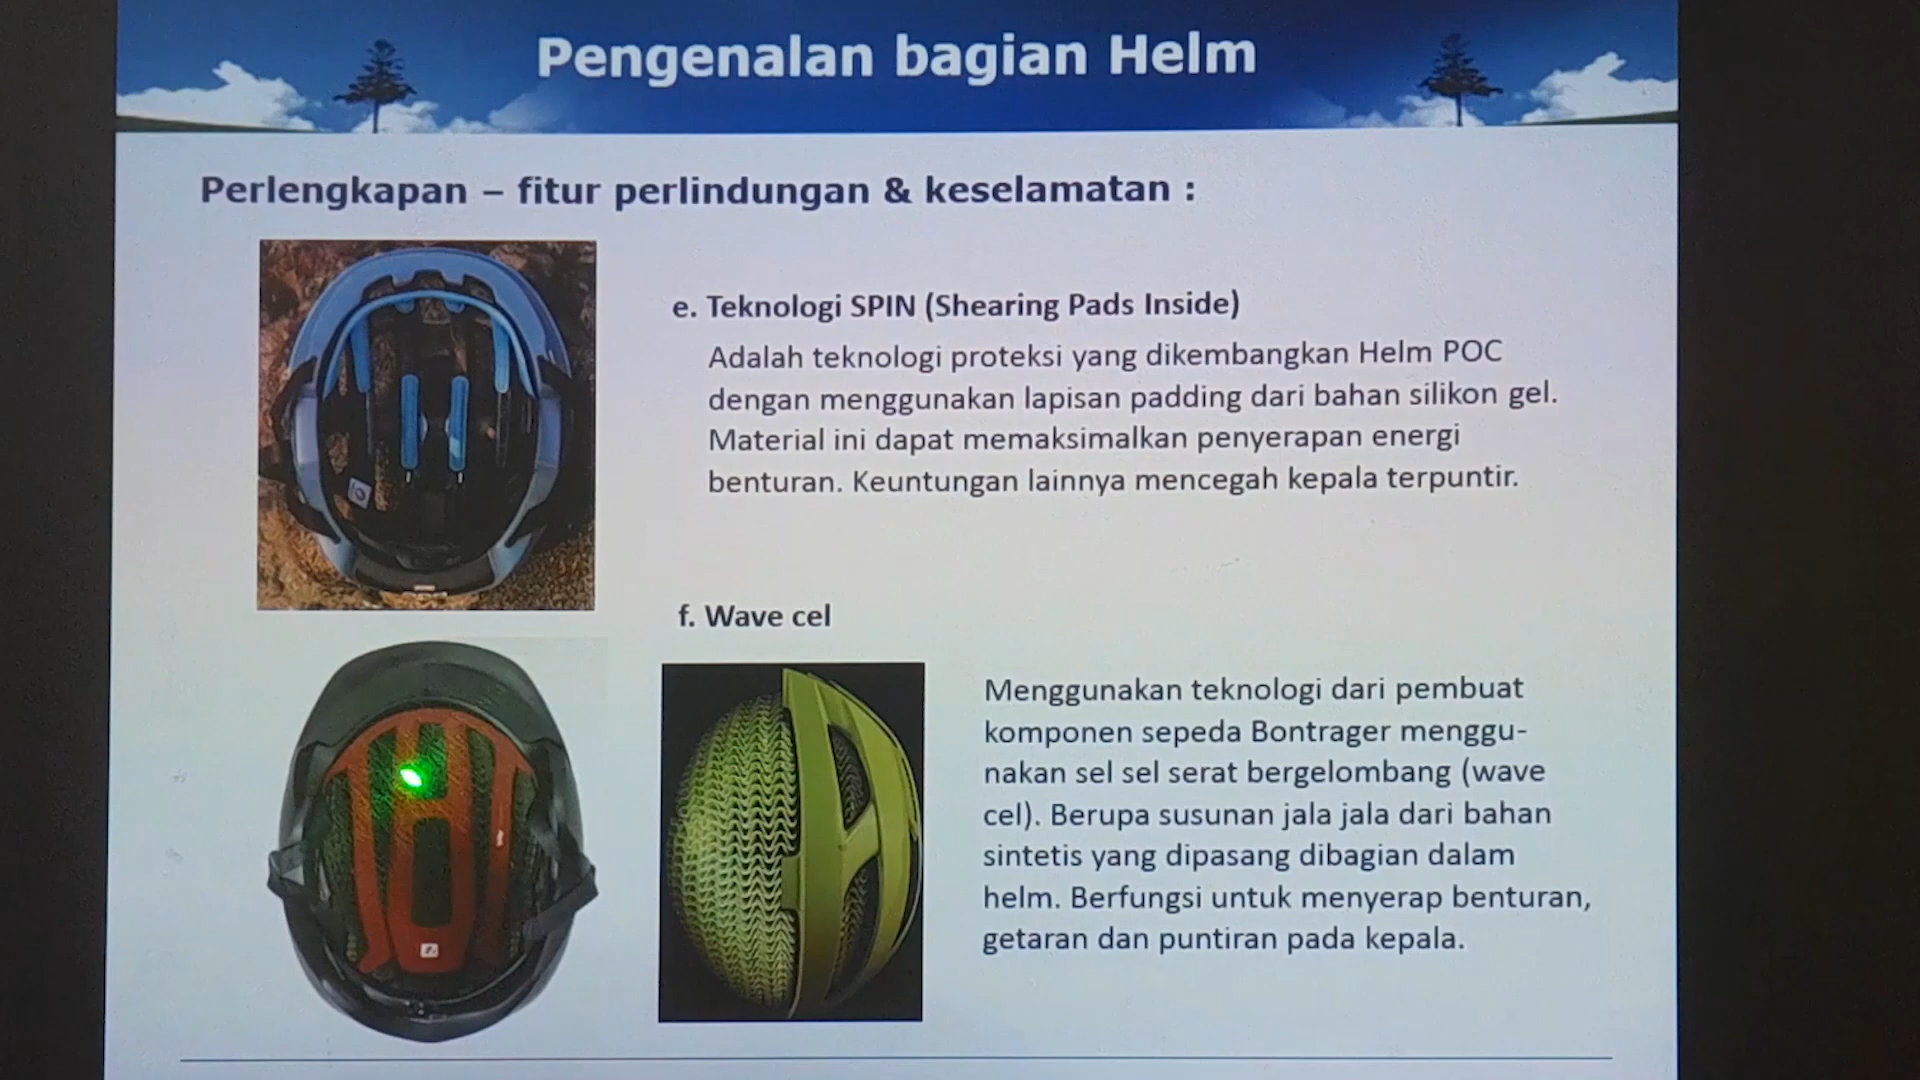 Pengenalan bagian Helm
Perlengkapan – fitur perlindungan & keselamatan :
e. Teknologi SPIN (Shearing Pads Inside)
Adalah teknologi proteksi yang dikembangkan Helm POC
dengan menggunakan lapisan padding dari bahan silikon gel.
Material ini dapat memaksimalkan penyerapan energi
benturan. Keuntungan lainnya mencegah kepala terpuntir.
f. Wave cel
Menggunakan teknologi dari pembuat
komponen sepeda Bontrager menggu-
nakan sel sel serat bergelombang (wave
cel). Berupa susunan jala jala dari bahan
sintetis yang dipasang dibagian dalam
helm. Berfungsi untuk menyerap benturan,
getaran dan puntiran pada kepala.